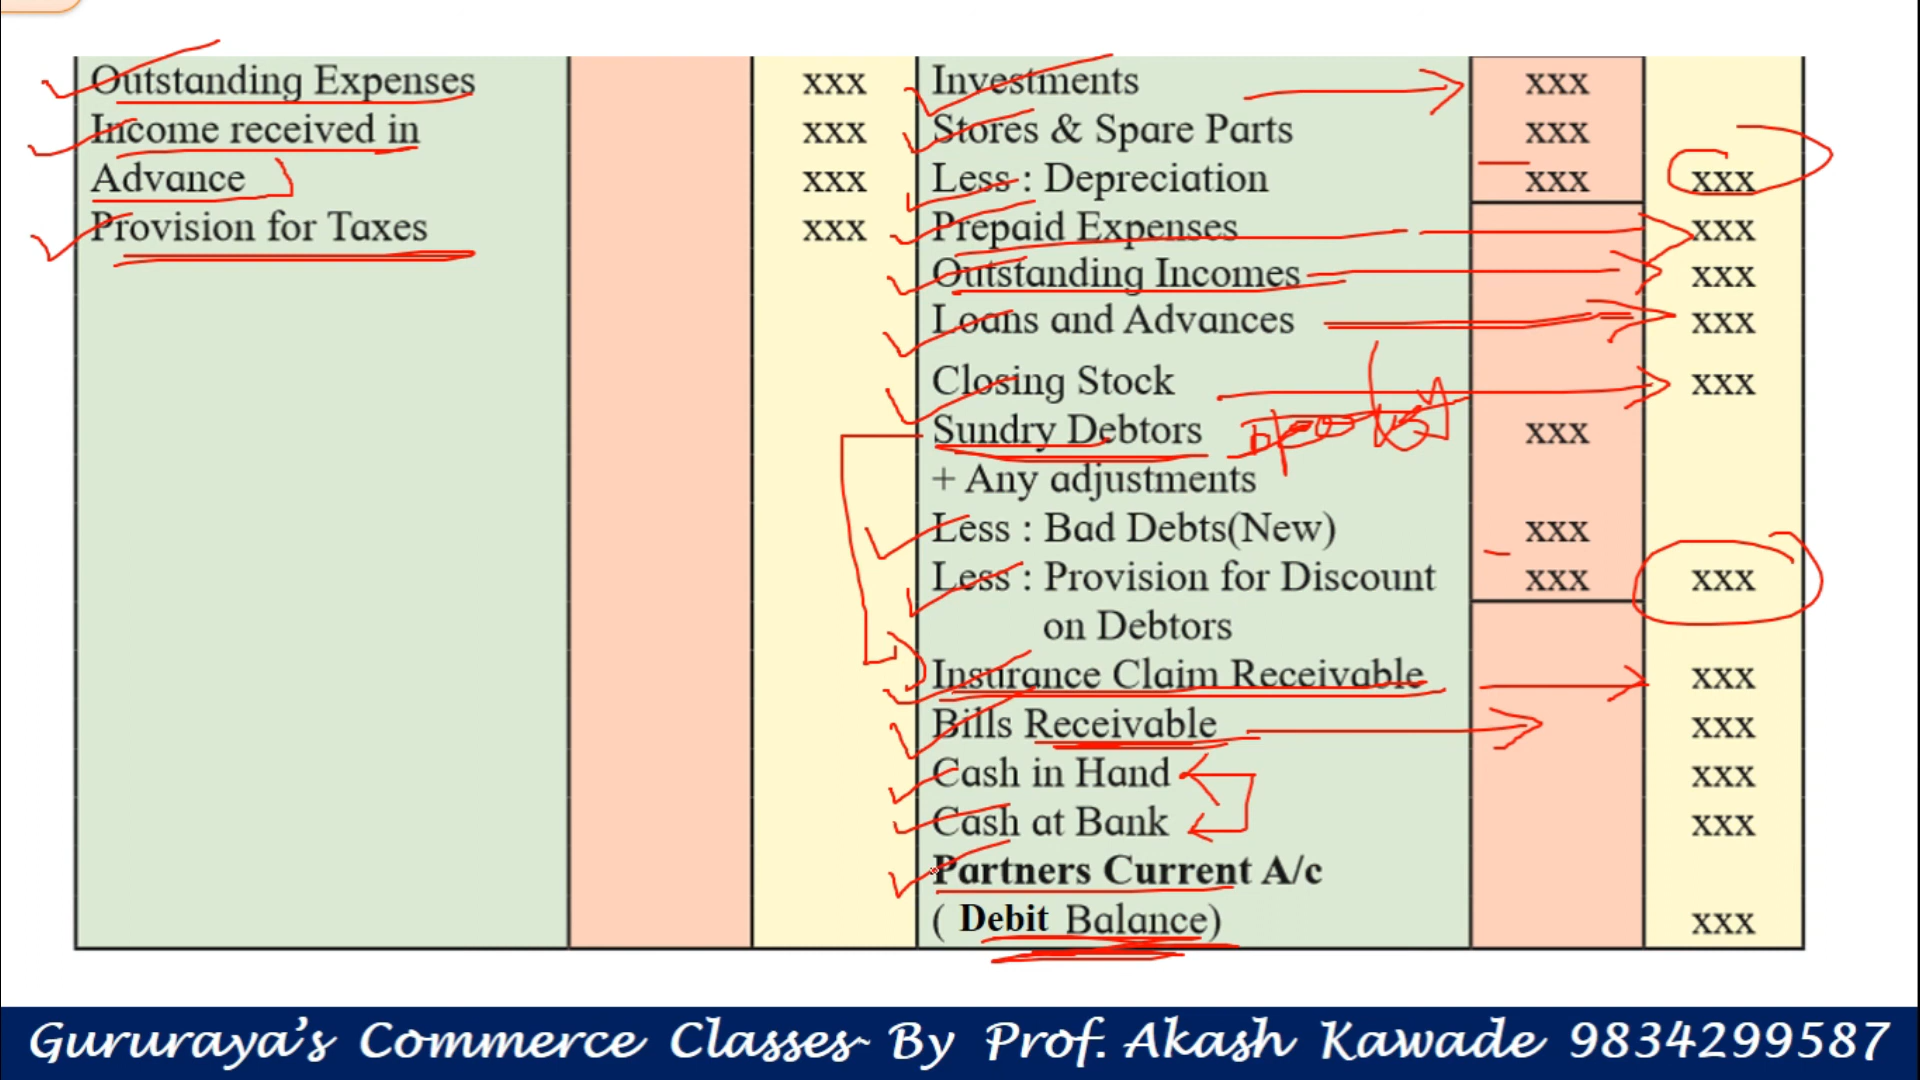 Outstanding Expenses xxx Investments xxx
Income received in xxx Stores & Spare Parts xxx
Advance xxx Less : Depreciation xxx xxx
Provision for Taxes xxx Prepaid Expenses xxx
Outstanding Incomes xxx
Loans and Advances xxx
Closing Stock xxx
Sundry Debtors xxx
+ Any adjustments
Less : Bad Debts(New) xxx
Less : Provision for Discount xxx xxx
on Debtors
Insurance Claim Receivable xxx
Bills Receivable xxx
Cash in Hand xxx
Cash at Bank xxx
Partners Current A/c
( Debit Balance) xxx
Gururaya's Commerce Classes- By Prof. Akash Kawade 9834299587